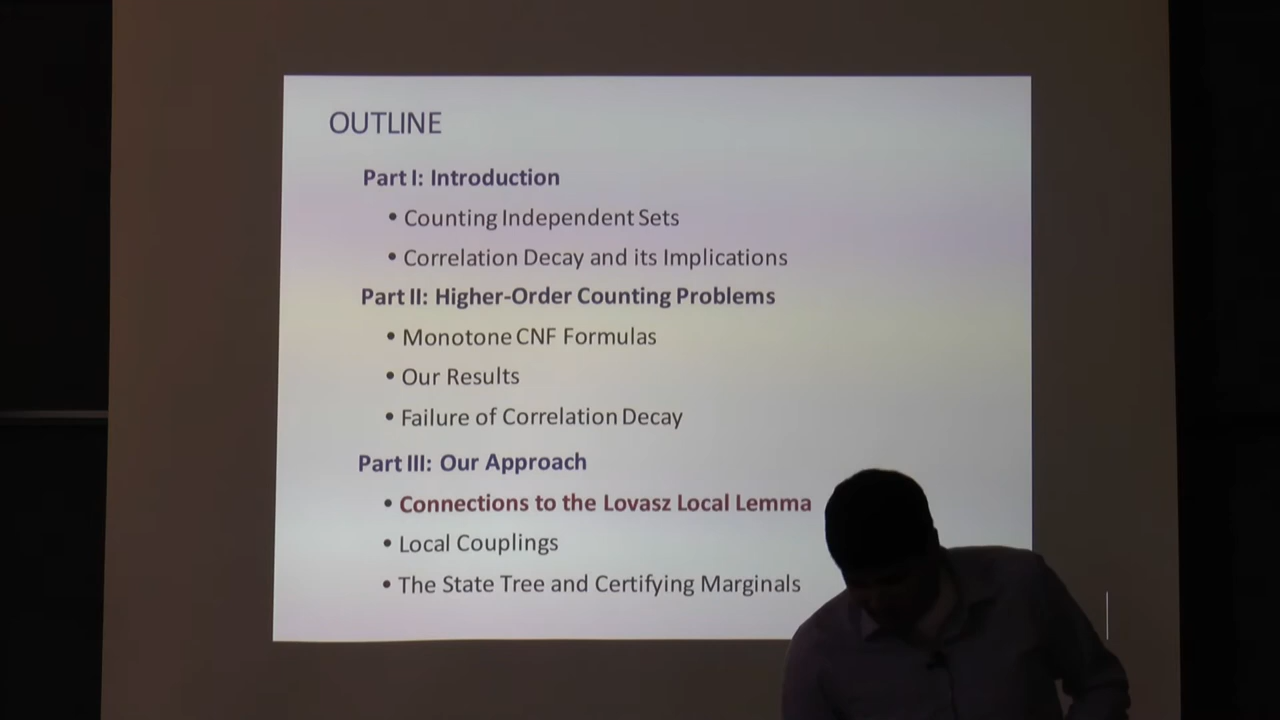 OUTLINE
Part I: Introduction
• Counting Independent Sets
• Correlation Decay and its Implications
Part II: Higher-Order Counting Problems
• Monotone CNF Formulas
• Our Results
• Failure of Correlation Decay
Part III: Our Approach
• Connections to the Lovasz Local Lemma
• Local Couplings
• The State Tree and Certifying Marginals